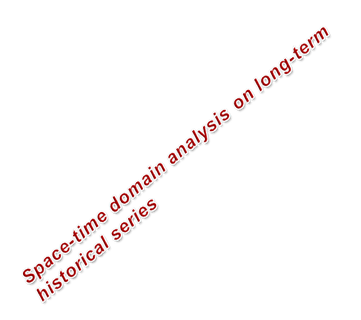 Space-time domain analysis on long-term
historical series